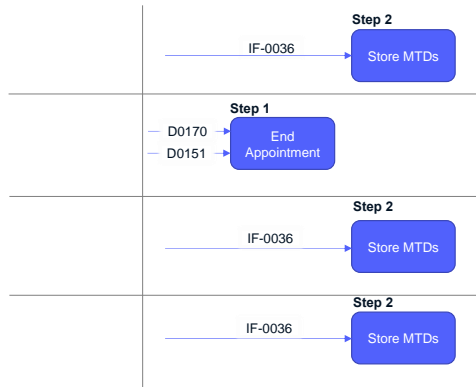 Step 2
IF-0036
Store MTDs
Step 1
D0170
D0151
End
Appointment
Step 2
IF-0036
Store MTDs
Step 2
IF-0036
Store MTDs